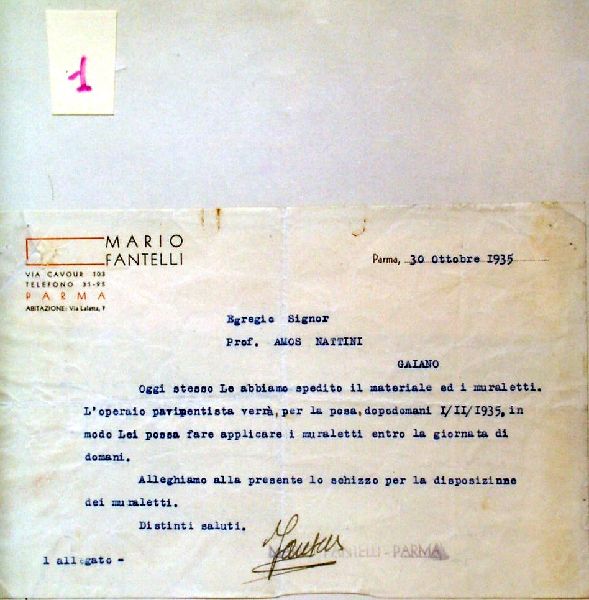 1
MARIO
FANTELLI
VIA CAVOUR 103
TELEFONO 31-95
PARMA
ABITAZIONE: Via Lalatta, 7
Parma, 30 Ottobre 1935
Egregio Signor
Prof. AMOS NATTINI
GAIANO
Oggi stesso Le abbiamo spedito il materiale ed i muraletti.
L'operaio pavimentista verrà, per la posa, dopodomani I/II/1935, in
modo Lei possa fare applicare i muraletti entro la giornata di
domani.
Alleghiamo alla presente lo schizzo per la disposizinne
dei muraletti.
Distinti saluti.
FANTELLI - PARMA
1 allegato -